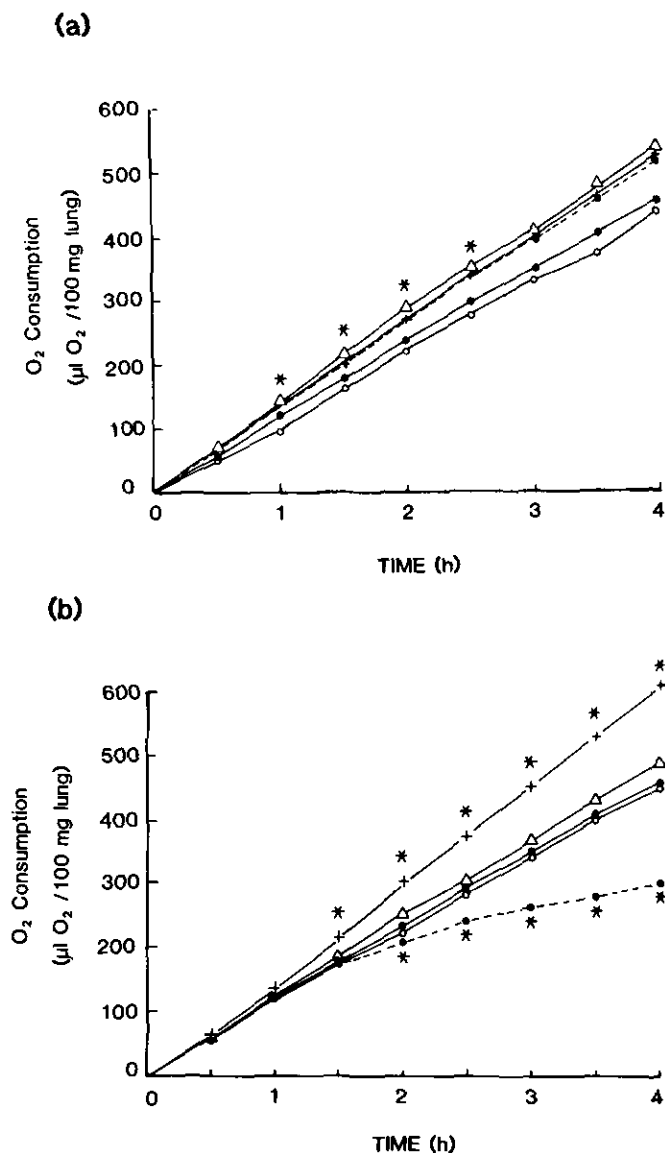 (a)
600
500
400
300
200
100
0
O₂ Consumption
(µl O₂ /100 mg lung)
* * * *
0 1 2 3 4
TIME (h)
(b)
600
500
400
300
200
100
0
O₂ Consumption
(µl O₂ /100 mg lung)
* * * * * *
* * * * *
0 1 2 3 4
TIME (h)